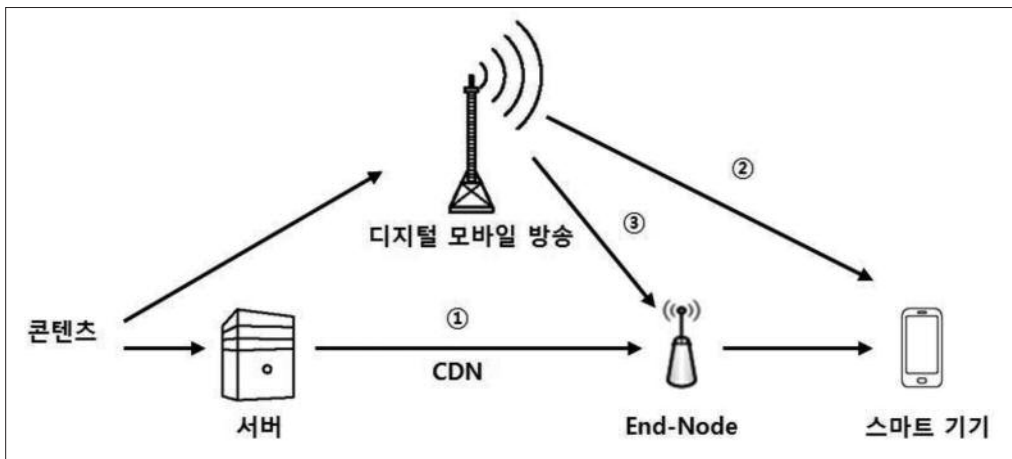 ②
③
디지털 모바일 방송
콘텐츠
①
CDN
서버
End-Node
스마트 기기